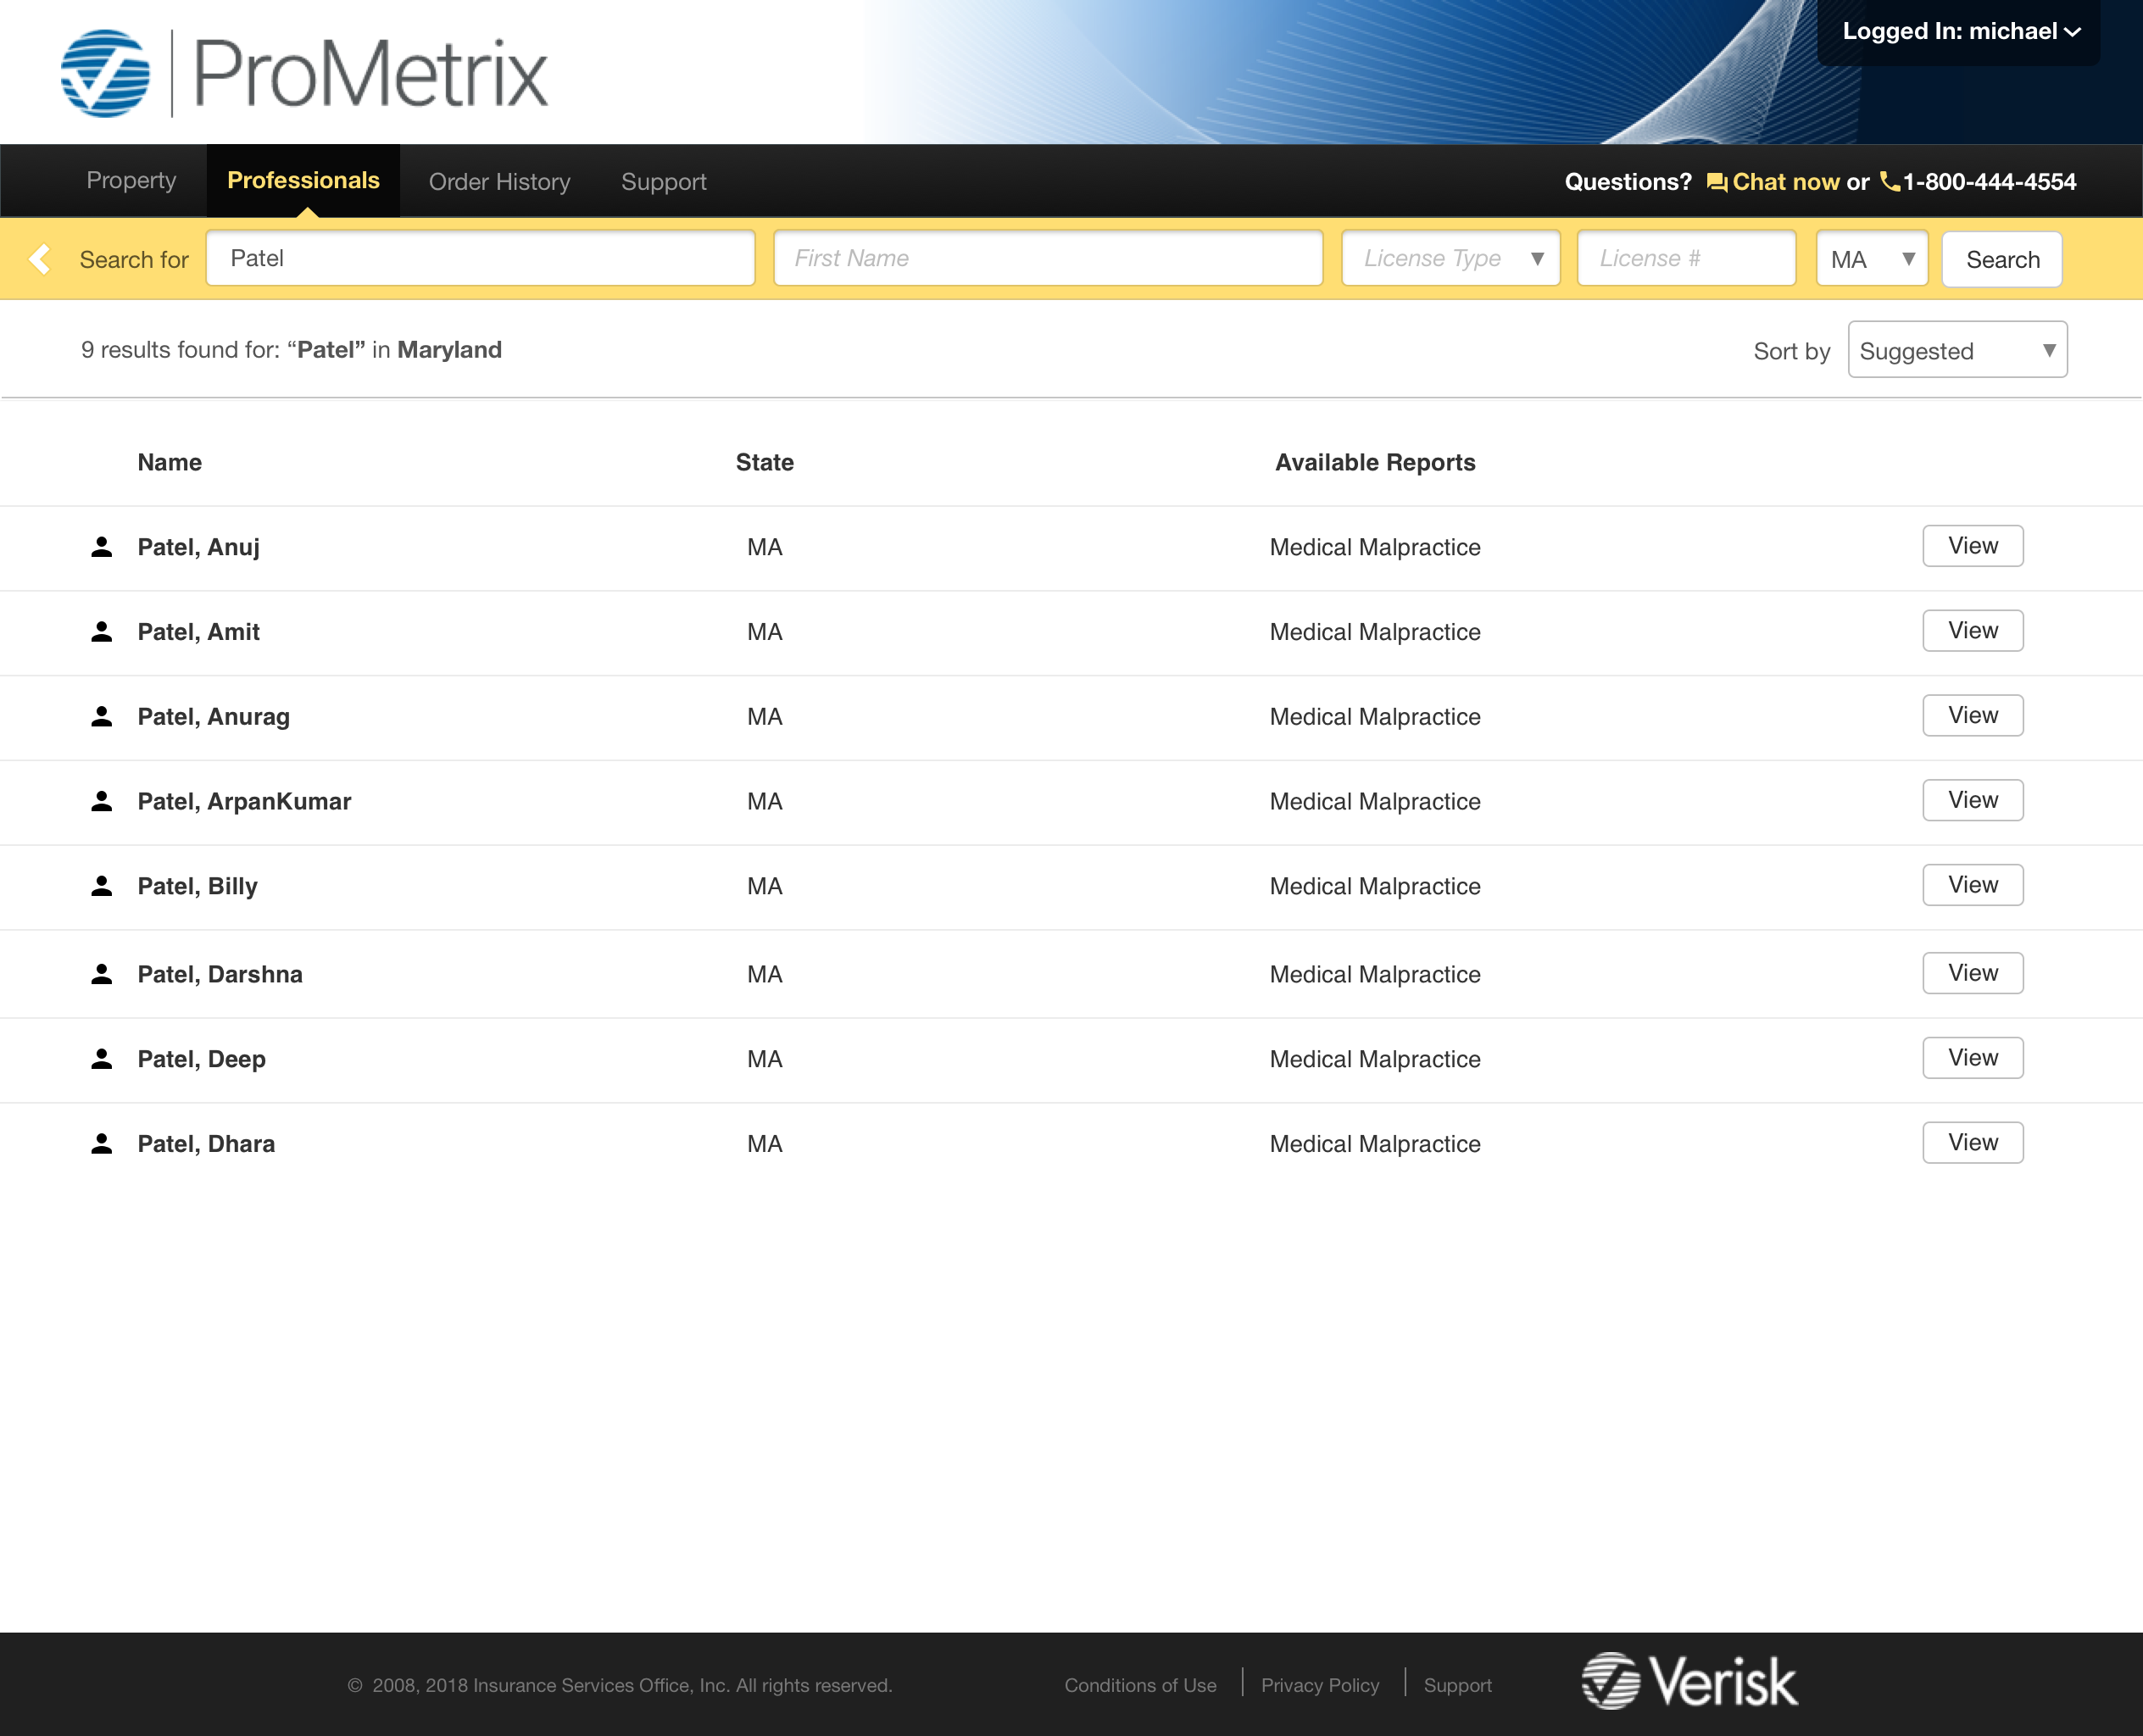 ProMetrix
Logged In: michael
Property Professionals Order History Support Questions? Chat now or 1-800-444-4554
Search for Patel First Name License Type ▼ License # MA ▼ Search
9 results found for: “Patel” in Maryland Sort by Suggested ▼
Name State Available Reports
Patel, Anuj MA Medical Malpractice View
Patel, Amit MA Medical Malpractice View
Patel, Anurag MA Medical Malpractice View
Patel, ArpanKumar MA Medical Malpractice View
Patel, Billy MA Medical Malpractice View
Patel, Darshna MA Medical Malpractice View
Patel, Deep MA Medical Malpractice View
Patel, Dhara MA Medical Malpractice View
© 2008, 2018 Insurance Services Office, Inc. All rights reserved. Conditions of Use Privacy Policy Support Verisk